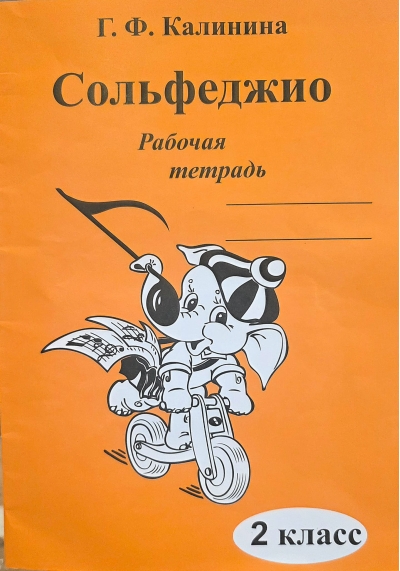 Г. Ф. Калинина
Сольфеджио
Рабочая
тетрадь
2 класс